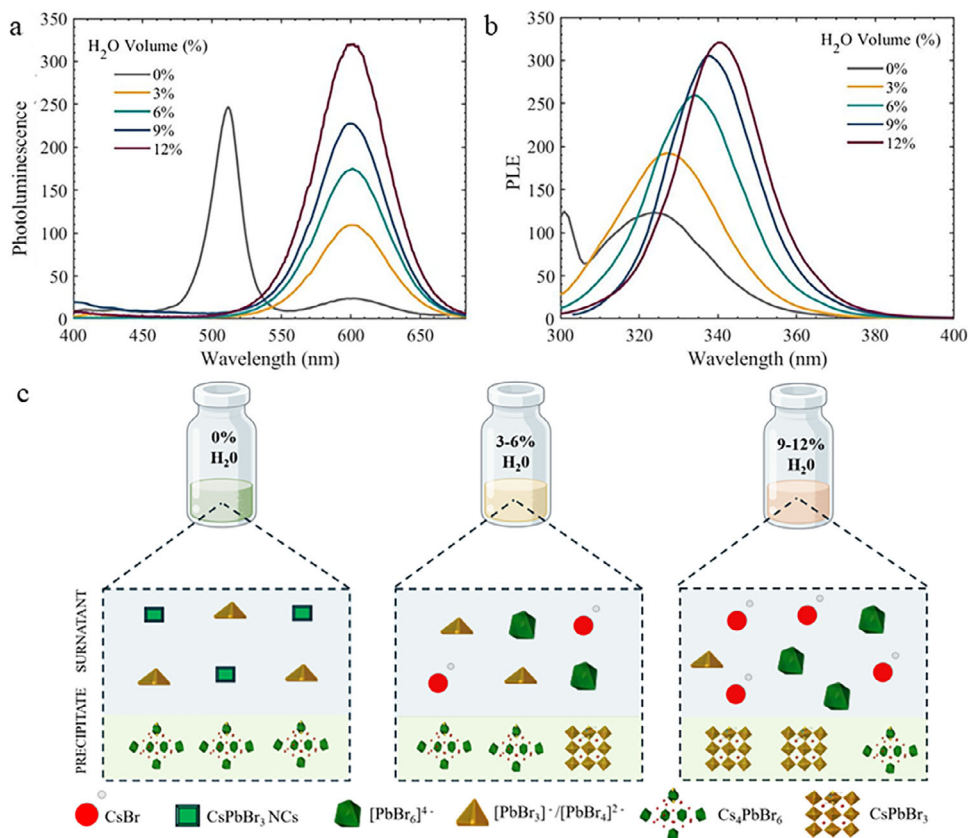 a
H₂O Volume (%)
0%
3%
6%
9%
12%
350
300
250
200
150
100
50
0
Photoluminescence
400
450
500
550
600
650
Wavelength (nm)
b
H₂O Volume (%)
0%
3%
6%
9%
12%
350
300
250
200
150
100
50
0
PLE
300
320
340
360
380
400
Wavelength (nm)
c
0%
H₂0
3-6%
H₂0
9-12%
H₂0
SURNATANT
PRECIPITATE
CsBr
CsPbBr₃ NCs
[PbBr₆]⁴⁻
[PbBr₃]⁻/[PbBr₄]²⁻
Cs₄PbBr₆
CsPbBr₃